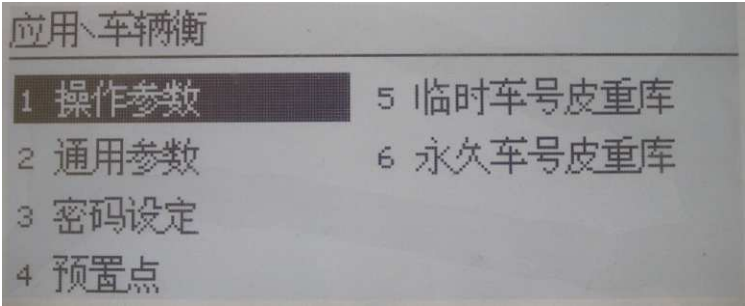 应用\车辆衡
1 操作参数
2 通用参数
3 密码设定
4 预置点
5 临时车号皮重库
6 永久车号皮重库